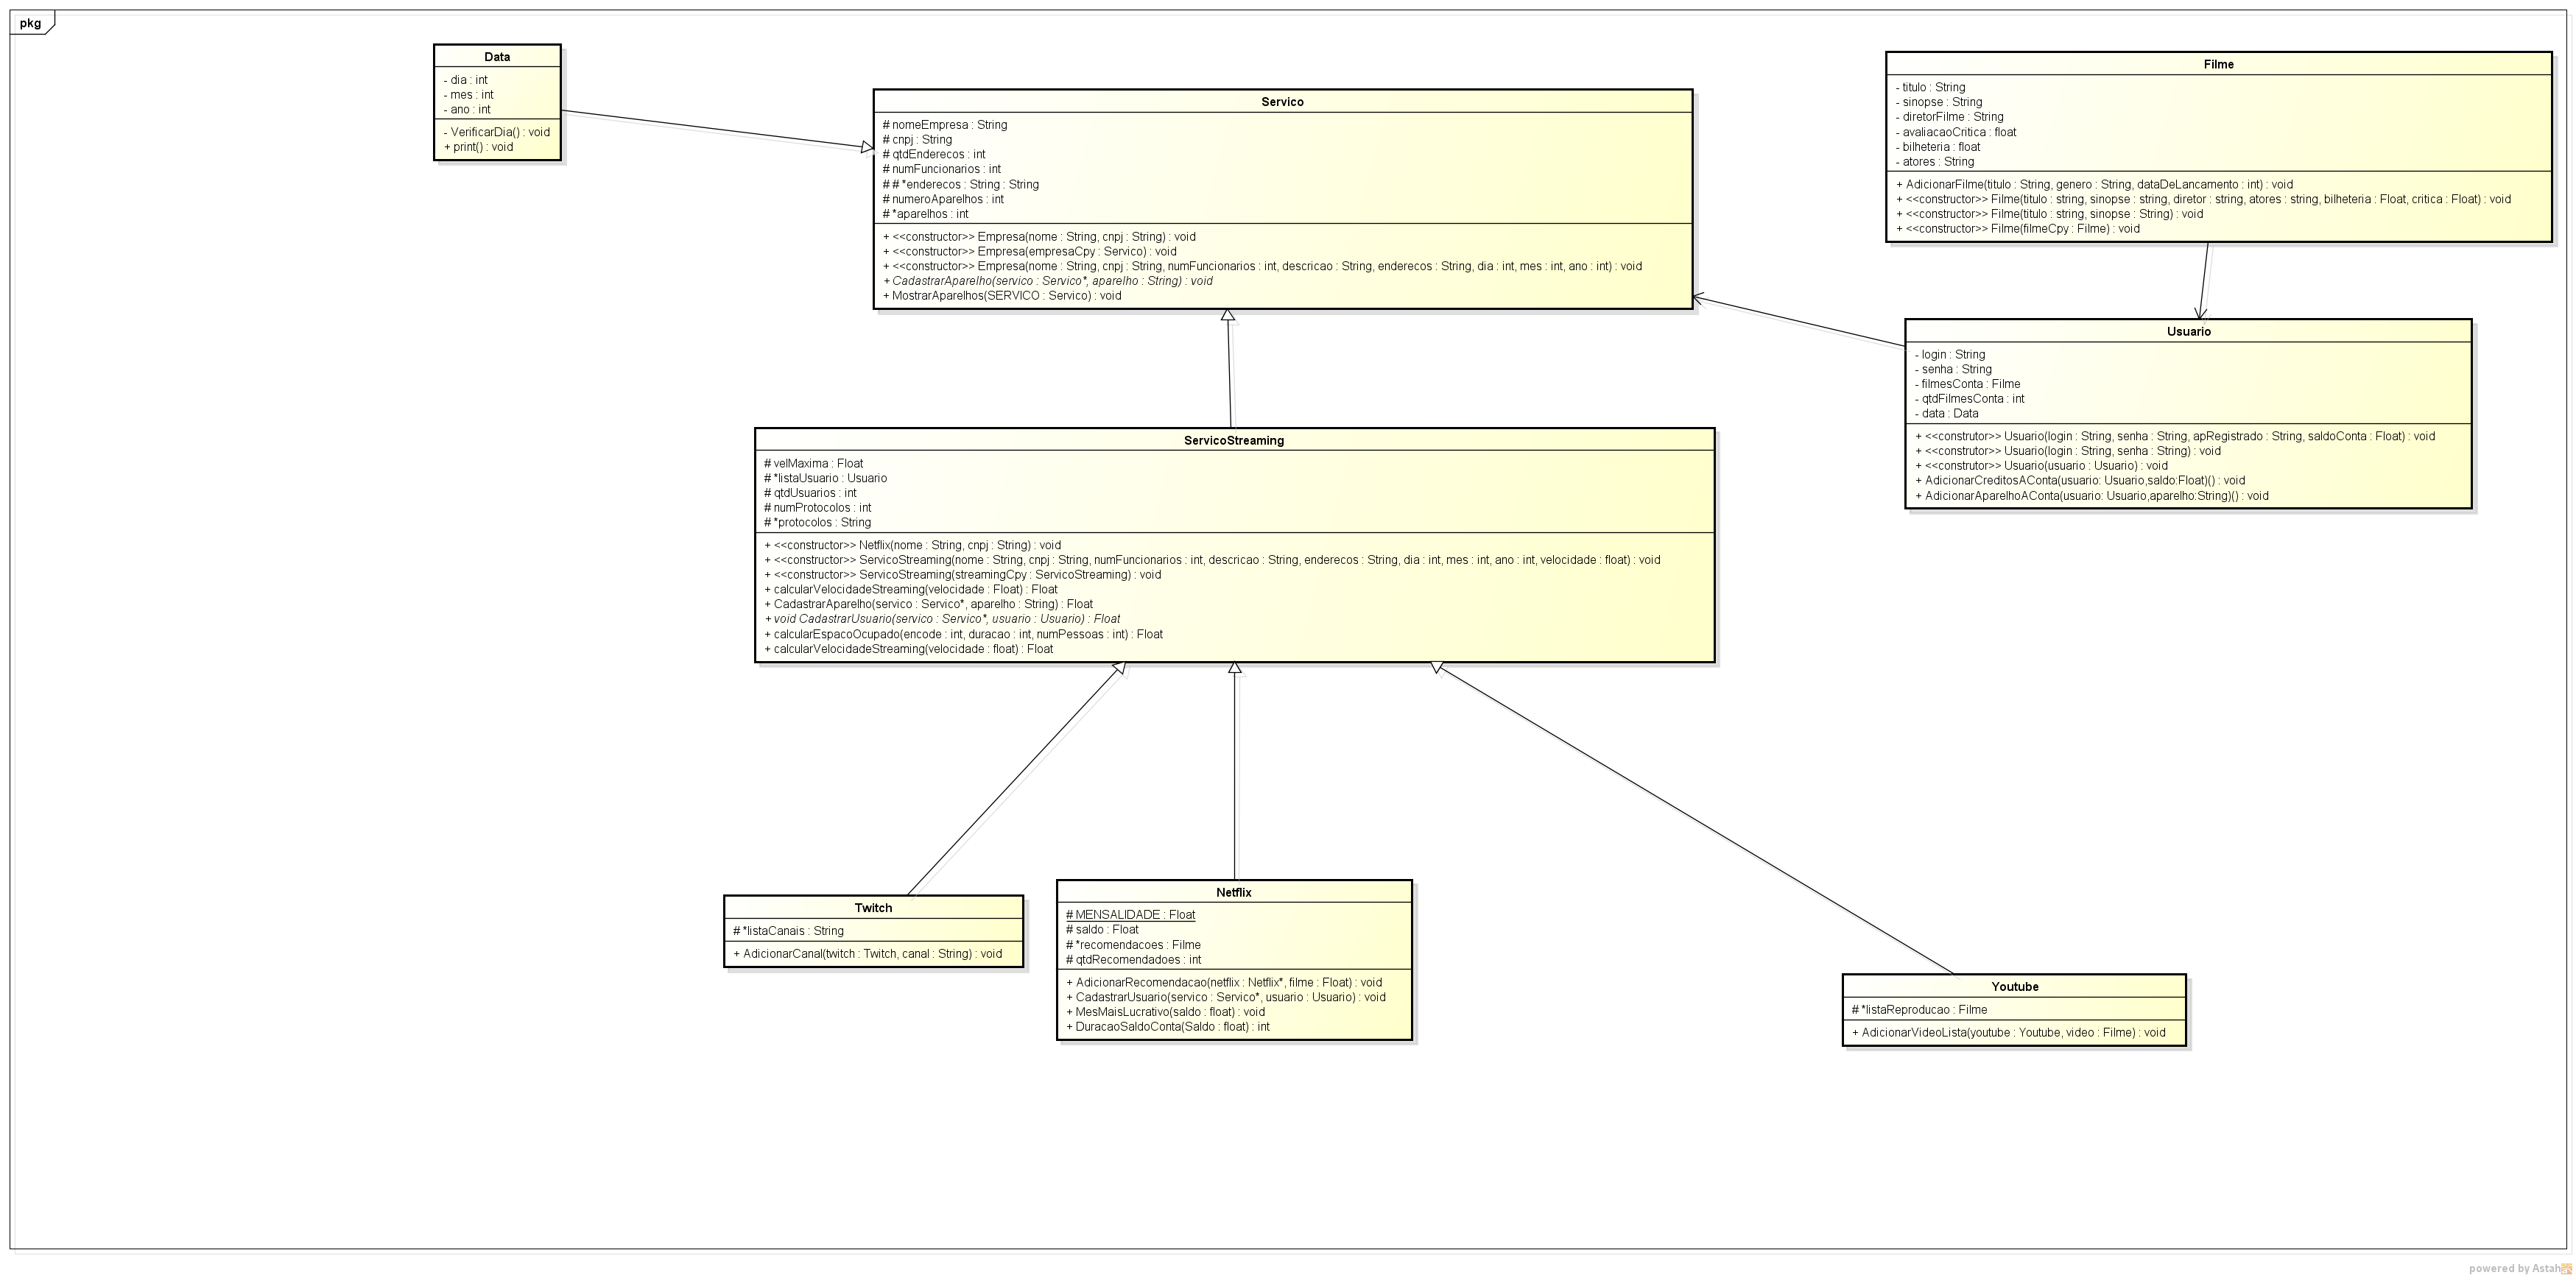 pkg
Data
- dia : int
- mes : int
- ano : int
- VerificarDia() : void
+ print() : void
Servico
# nomeEmpresa : String
# cnpj : String
# qtdEnderecos : int
# numFuncionarios : int
# # *enderecos : String : String
# numeroAparelhos : int
# *aparelhos : int
+ <<constructor>> Empresa(nome : String, cnpj : String) : void
+ <<constructor>> Empresa(empresaCpy : Servico) : void
+ <<constructor>> Empresa(nome : String, cnpj : String, numFuncionarios : int, descricao : String, enderecos : String, dia : int, mes : int, ano : int) : void
+ CadastrarAparelho(servico : Servico*, aparelho : String) : void
+ MostrarAparelhos(SERVICO : Servico) : void
Filme
- titulo : String
- sinopse : String
- diretorFilme : String
- avaliacaoCritica : float
- bilheteria : float
- atores : String
+ AdicionarFilme(titulo : String, genero : String, dataDeLancamento : int) : void
+ <<constructor>> Filme(titulo : string, sinopse : string, diretor : string, atores : string, bilheteria : Float, critica : Float) : void
+ <<constructor>> Filme(titulo : string, sinopse : String) : void
+ <<constructor>> Filme(filmeCpy : Filme) : void
Usuario
- login : String
- senha : String
- filmesConta : Filme
- qtdFilmesConta : int
- data : Data
+ <<construtor>> Usuario(login : String, senha : String, apRegistrado : String, saldoConta : Float) : void
+ <<construtor>> Usuario(login : String, senha : String) : void
+ <<construtor>> Usuario(usuario : Usuario) : void
+ AdicionarCreditosAConta(usuario: Usuario,saldo:Float)() : void
+ AdicionarAparelhoAConta(usuario: Usuario,aparelho:String)() : void
ServicoStreaming
# velMaxima : Float
# *listaUsuario : Usuario
# qtdUsuarios : int
# numProtocolos : int
# *protocolos : String
+ <<constructor>> Netflix(nome : String, cnpj : String) : void
+ <<constructor>> ServicoStreaming(nome : String, cnpj : String, numFuncionarios : int, descricao : String, enderecos : String, dia : int, mes : int, ano : int, velocidade : float) : void
+ <<constructor>> ServicoStreaming(streamingCpy : ServicoStreaming) : void
+ calcularVelocidadeStreaming(velocidade : Float) : Float
+ CadastrarAparelho(servico : Servico*, aparelho : String) : Float
+ void CadastrarUsuario(servico : Servico*, usuario : Usuario) : Float
+ calcularEspacoOcupado(encode : int, duracao : int, numPessoas : int) : Float
+ calcularVelocidadeStreaming(velocidade : float) : Float
Twitch
# *listaCanais : String
+ AdicionarCanal(twitch : Twitch, canal : String) : void
Netflix
# MENSALIDADE : Float
# saldo : Float
# *recomendacoes : Filme
# qtdRecomendadoes : int
+ AdicionarRecomendacao(netflix : Netflix*, filme : Float) : void
+ CadastrarUsuario(servico : Servico*, usuario : Usuario) : void
+ MesMaisLucrativo(saldo : float) : void
+ DuracaoSaldoConta(Saldo : float) : int
Youtube
# *listaReproducao : Filme
+ AdicionarVideoLista(youtube : Youtube, video : Filme) : void
powered by Astah